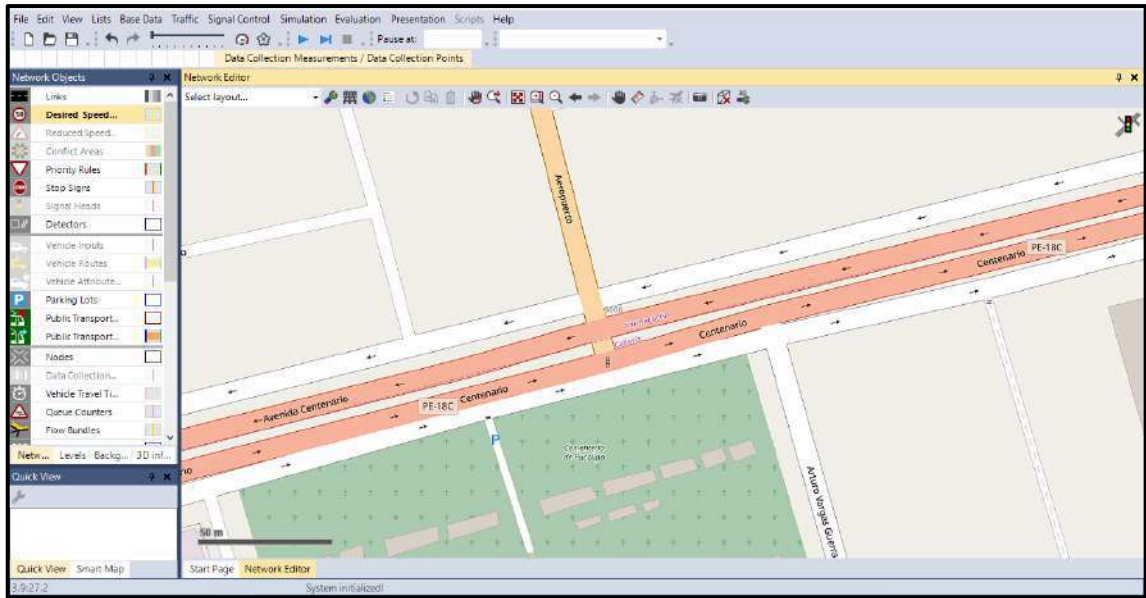 File Edit View Lists Base Data Traffic Signal Control Simulation Evaluation Presentation Scripts Help
Pause at:
Data Collection Measurements / Data Collection Points
Network Objects
Network Editor
Select layout...
Links
Desired Speed...
Reduced Speed...
Conflict Areas
Priority Rules
Stop Signs
Signal Heads
Detectors
Vehicle Inputs
Vehicle Routes
Vehicle Attribute...
Parking Lots
Public Transport...
Public Transport...
Nodes
Data Collection...
Vehicle Travel Ti...
Queue Counters
Flow Bundles
Netw... Levels Backg... 3D inf...
Quick View
Quick View Smart Map
Aeropuerto
PE-18C
Centenario
Centenario
Centenario
PE-18C
Avenida Centenario
P
Cementerio
de Pucallpa
Arturo Vargas Guerra
50 m
Start Page Network Editor
System initialized!